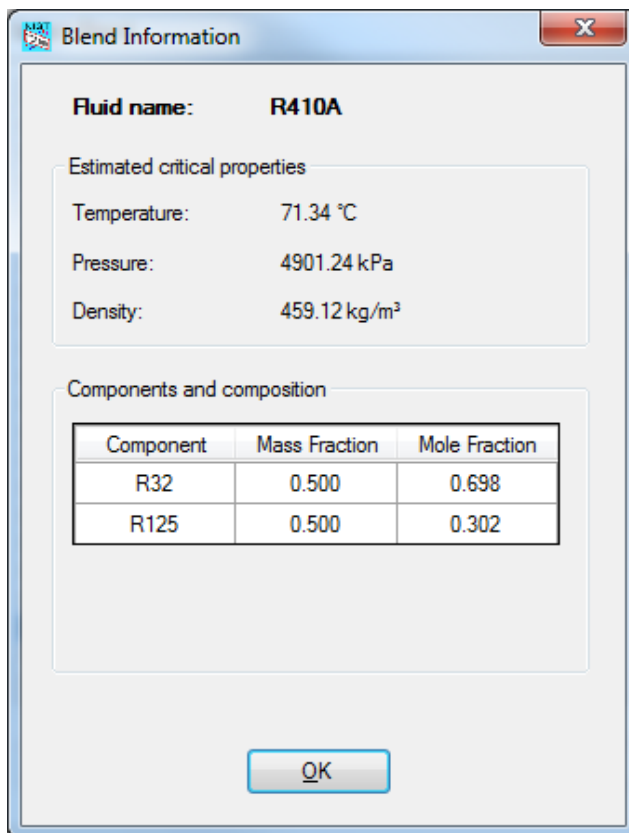 Blend Information
Fluid name: R410A
Estimated critical properties
Temperature: 71.34 °C
Pressure: 4901.24 kPa
Density: 459.12 kg/m³
Components and composition
Component Mass Fraction Mole Fraction
R32 0.500 0.698
R125 0.500 0.302
OK